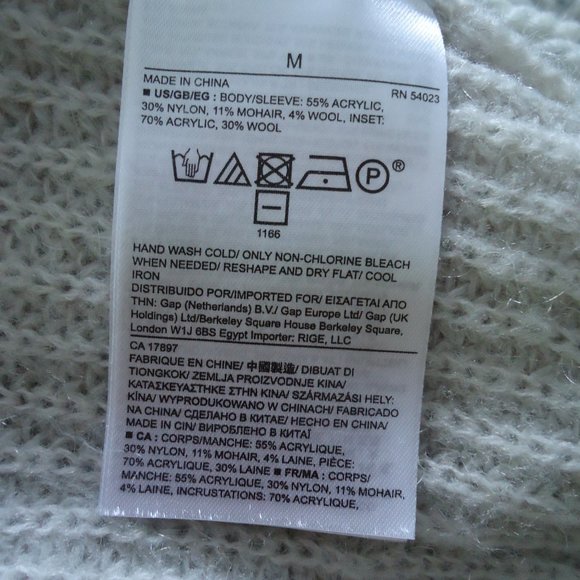 M
MADE IN CHINA RN 54023
■ US/GB/EG : BODY/SLEEVE: 55% ACRYLIC,
30% NYLON, 11% MOHAIR, 4% WOOL, INSET:
70% ACRYLIC, 30% WOOL
P ®
1166
HAND WASH COLD/ ONLY NON-CHLORINE BLEACH
WHEN NEEDED/ RESHAPE AND DRY FLAT/ COOL
IRON
DISTRIBUIDO POR/IMPORTED FOR/ ΕΙΣΑΓΕΤΑΙ ΑΠΟ
ΤΗΝ: Gap (Netherlands) B.V./ Gap Europe Ltd/ Gap (UK
Holdings) Ltd/Berkeley Square House Berkeley Square,
London W1J 6BS Egypt Importer: RIGE, LLC
CA 17897
FABRIQUE EN CHINE/ 中國製造/ DIBUAT DI
TIONGKOK/ ZEMLJA PROIZVODNJE KINA/
ΚΑΤΑΣΚΕΥΑΣΤΗΚΕ ΣΤΗΝ ΚΙΝΑ/ SZÁRMAZÁSI HELY:
KÍNA/ WYPRODUKOWANO W CHINACH/ FABRICADO
NA CHINA/ СДЕЛАНО В КИТАЕ/ HECHO EN CHINA/
MADE IN CIN/ ВИРОБЛЕНО В КИТАЇ
■ CA : CORPS/MANCHE: 55% ACRYLIQUE,
30% NYLON, 11% MOHAIR, 4% LAINE, PIÈCE:
70% ACRYLIQUE, 30% LAINE ■ FR/MA : CORPS/
MANCHE: 55% ACRYLIQUE, 30% NYLON, 11% MOHAIR,
4% LAINE, INCRUSTATIONS: 70% ACRYLIQUE,